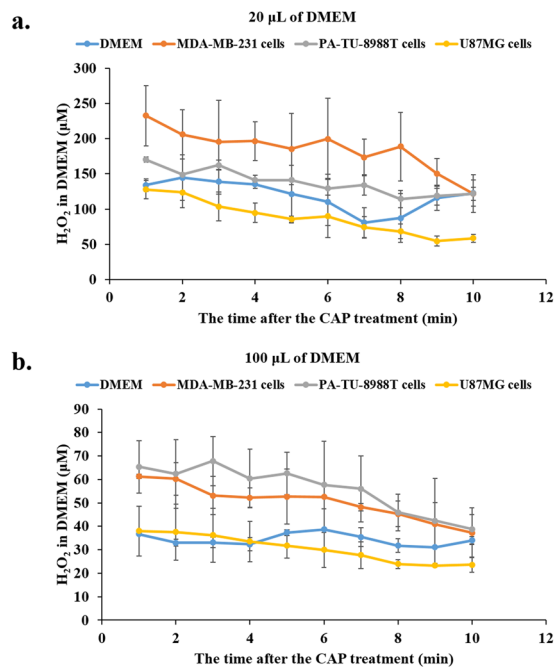 a.
20 μL of DMEM
DMEM MDA-MB-231 cells PA-TU-8988T cells U87MG cells
300
250
200
150
100
50
0
H₂O₂ in DMEM (μM)
0 2 4 6 8 10 12
The time after the CAP treatment (min)
b.
100 μL of DMEM
DMEM MDA-MB-231 cells PA-TU-8988T cells U87MG cells
90
80
70
60
50
40
30
20
10
0
H₂O₂ in DMEM (μM)
0 2 4 6 8 10 12
The time after the CAP treatment (min)